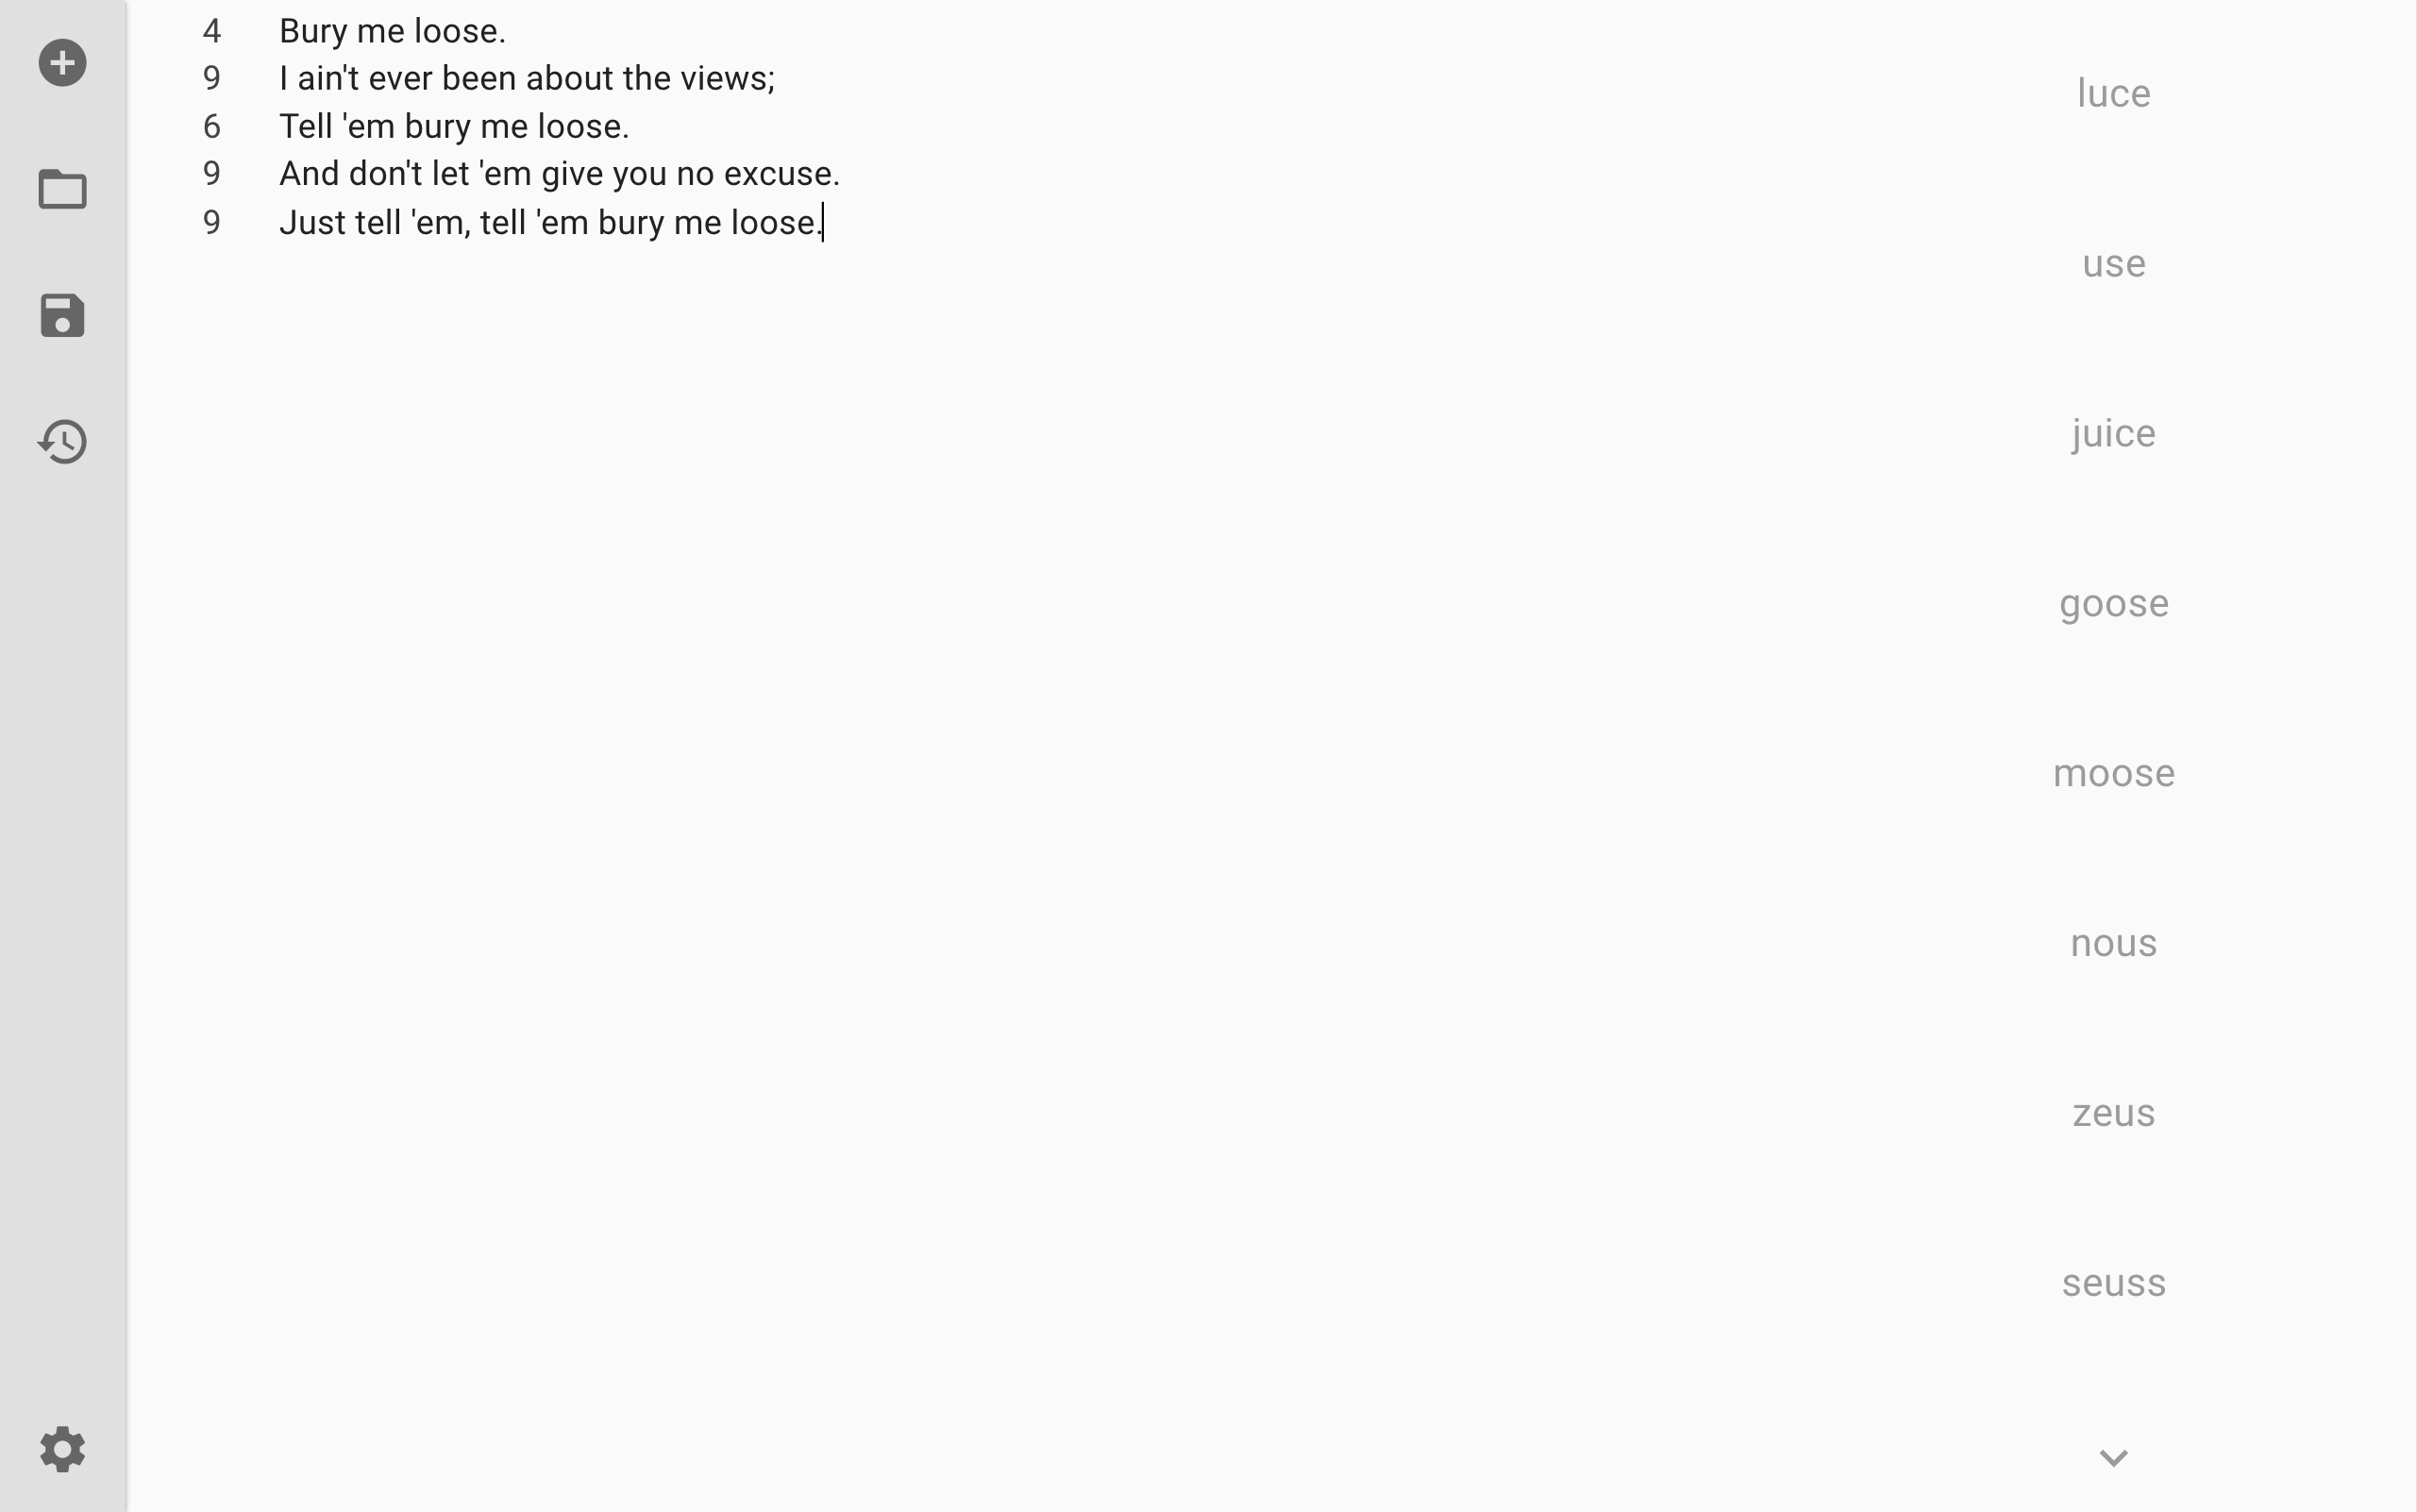 4 Bury me loose.
9 I ain't ever been about the views;
6 Tell 'em bury me loose.
9 And don't let 'em give you no excuse.
9 Just tell 'em, tell 'em bury me loose.
luce
use
juice
goose
moose
nous
zeus
seuss